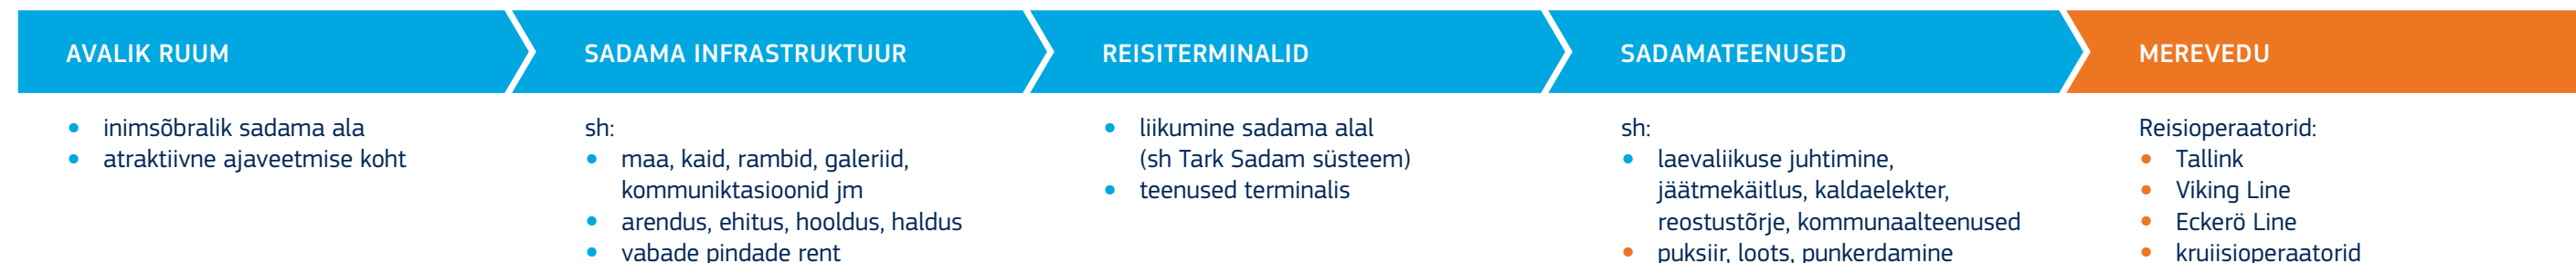 AVALIK RUUM
inimsõbralik sadama ala
atraktiivne ajaveetmise koht
SADAMA INFRASTRUKTUUR
sh:
maa, kaid, rambid, galeriid,
kommuniktasioonid jm
arendus, ehitus, hooldus, haldus
vabade pindade rent
REISITERMINALID
liikumine sadama alal
(sh Tark Sadam süsteem)
teenused terminalis
SADAMATEENUSED
sh:
laevaliikuse juhtimine,
jäätmekäitlus, kaldaelekter,
reostustõrje, kommunaalteenused
puksiir, loots, punkerdamine
MEREVEDU
Reisioperaatorid:
Tallink
Viking Line
Eckerö Line
kruiisioperaatorid